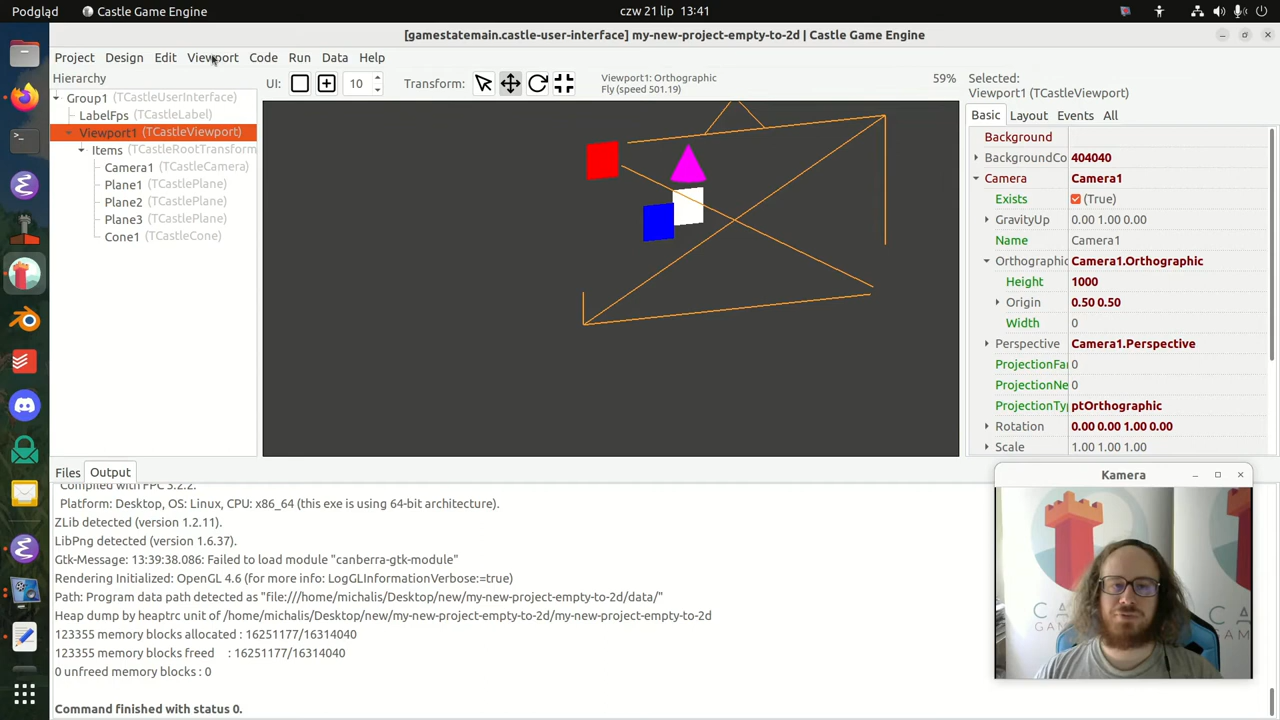 Podgląd
Castle Game Engine
czw 21 lip 13:41
[gamestatemain.castle-user-interface] my-new-project-empty-to-2d | Castle Game Engine
Project Design Edit Viewport Code Run Data Help
Hierarchy
UI: 10 Transform:
Viewport1: Orthographic
Fly (speed 501.19)
59%
Selected:
Viewport1 (TCastleViewport)
Group1 (TCastleUserInterface)
LabelFps (TCastleLabel)
Viewport1 (TCastleViewport)
Items (TCastleRootTransform
Camera1 (TCastleCamera)
Plane1 (TCastlePlane)
Plane2 (TCastlePlane)
Plane3 (TCastlePlane)
Cone1 (TCastleCone)
Basic Layout Events All
Background
BackgroundCo 404040
Camera Camera1
Exists (True)
GravityUp 0.00 1.00 0.00
Name Camera1
Orthographic Camera1.Orthographic
Height 1000
Origin 0.50 0.50
Width 0
Perspective Camera1.Perspective
ProjectionFar 0
ProjectionNe 0
ProjectionTyp ptOrthographic
Rotation 0.00 0.00 1.00 0.00
Scale 1.00 1.00 1.00
Files Output
Compiled with FPC 3.2.2.
Platform: Desktop, OS: Linux, CPU: x86_64 (this exe is using 64-bit architecture).
ZLib detected (version 1.2.11).
LibPng detected (version 1.6.37).
Gtk-Message: 13:39:38.086: Failed to load module "canberra-gtk-module"
Rendering Initialized: OpenGL 4.6 (for more info: LogGLInformationVerbose:=true)
Path: Program data path detected as "file:///home/michalis/Desktop/new/my-new-project-empty-to-2d/data/"
Heap dump by heaptrc unit of /home/michalis/Desktop/new/my-new-project-empty-to-2d/my-new-project-empty-to-2d
123355 memory blocks allocated : 16251177/16314040
123355 memory blocks freed : 16251177/16314040
0 unfreed memory blocks : 0
Command finished with status 0.
Kamera